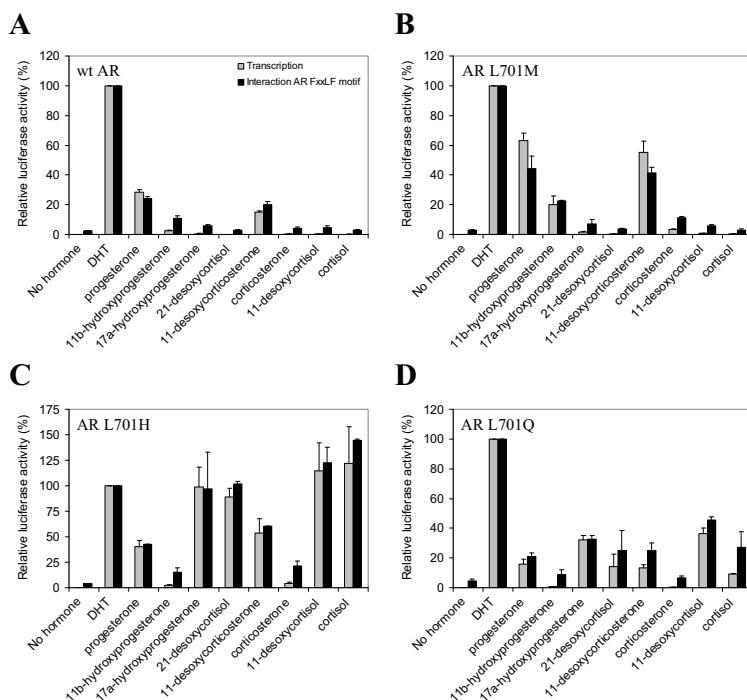 A
wt AR
Transcription
Interaction AR FxxLF motif
Relative luciferase activity (%)
120
100
80
60
40
20
0
No hormone
DHT
progesterone
11b-hydroxyprogesterone
17a-hydroxyprogesterone
21-desoxycortisol
11-desoxycorticosterone
corticosterone
11-desoxycortisol
cortisol
B
AR L701M
Relative luciferase activity (%)
120
100
80
60
40
20
0
No hormone
DHT
progesterone
11b-hydroxyprogesterone
17a-hydroxyprogesterone
21-desoxycortisol
11-desoxycorticosterone
corticosterone
11-desoxycortisol
cortisol
C
AR L701H
Relative luciferase activity (%)
175
150
125
100
75
50
25
0
No hormone
DHT
progesterone
11b-hydroxyprogesterone
17a-hydroxyprogesterone
21-desoxycortisol
11-desoxycorticosterone
corticosterone
11-desoxycortisol
cortisol
D
AR L701Q
Relative luciferase activity (%)
120
100
80
60
40
20
0
No hormone
DHT
progesterone
11b-hydroxyprogesterone
17a-hydroxyprogesterone
21-desoxycortisol
11-desoxycorticosterone
corticosterone
11-desoxycortisol
cortisol